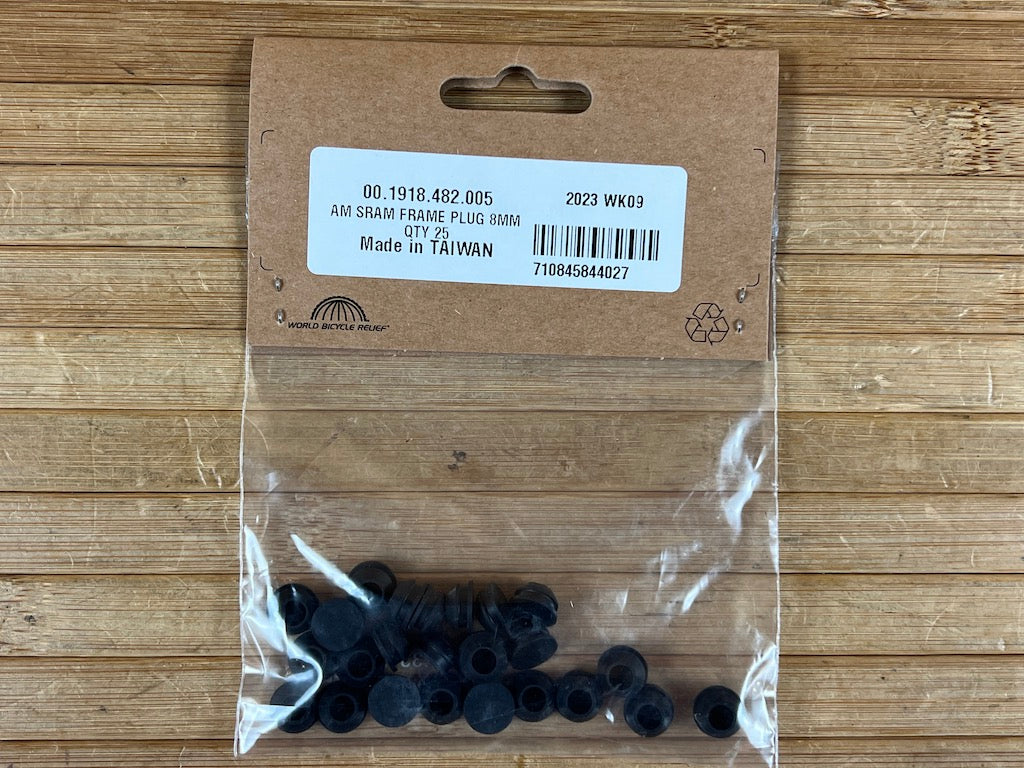 00.1918.482.005
AM SRAM FRAME PLUG 8MM
QTY 25
Made in TAIWAN
2023 WK09
710845844027
WORLD BICYCLE RELIEF®